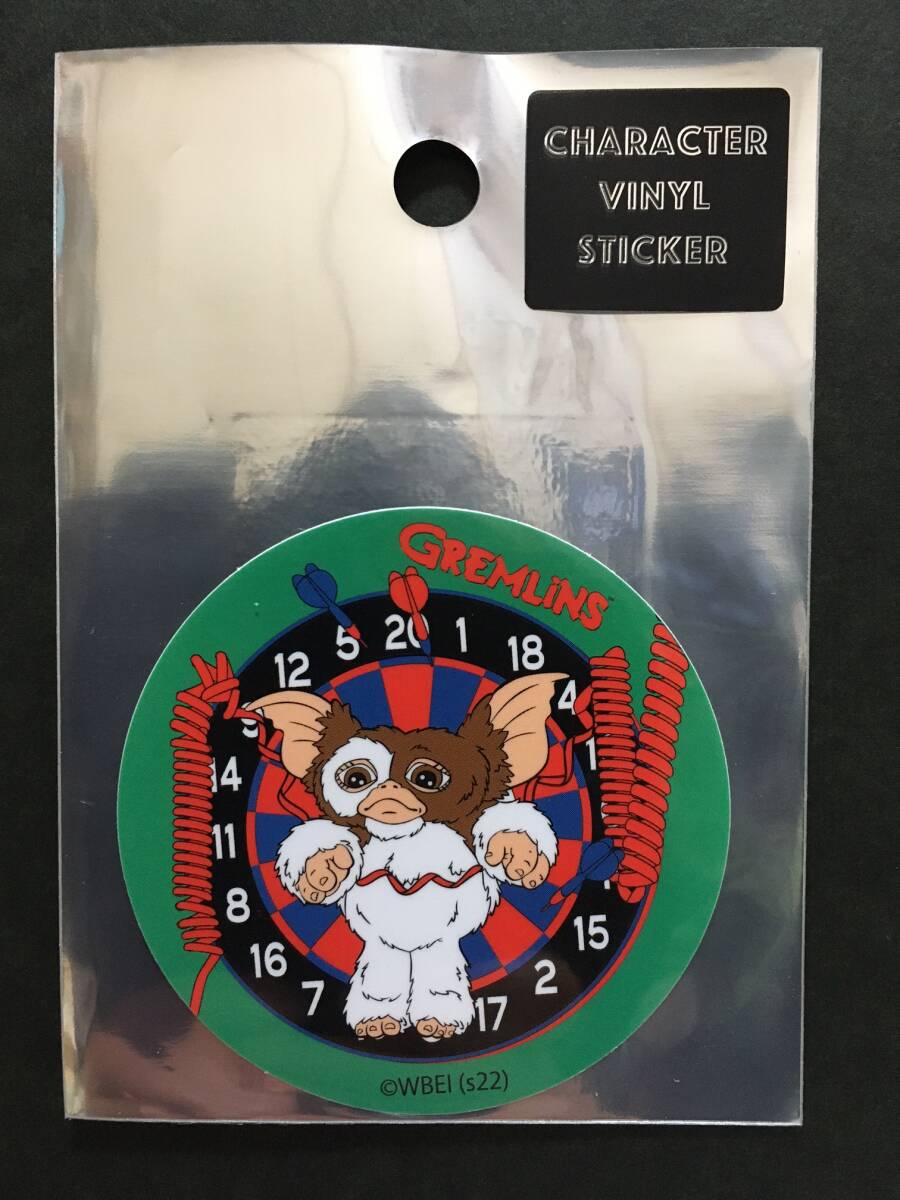 CHARACTER
VINYL
STICKER
GREMLiNS
12 5 20 1 18 4
9
14
11
8
16
7
17
2
15
©WBEI (s22)